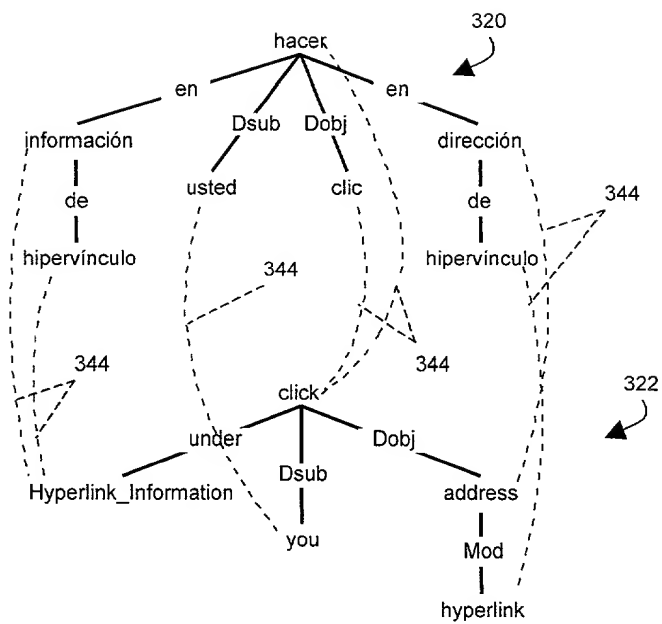 320
hacer
en
en
Dsub
Dobj
información
dirección
usted
clic
de
de
344
hipervínculo
hipervínculo
344
344
344
click
322
under
Dobj
Dsub
Hyperlink_Information
address
you
Mod
hyperlink